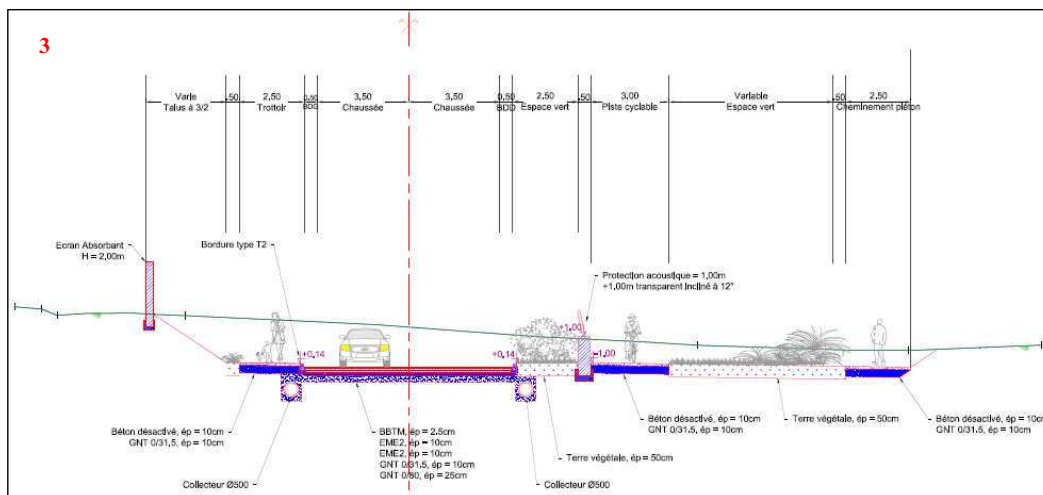 3
Varie
Talus à 3/2
,50
2,50
Trottoir
0,50
BDG
3,50
Chaussée
3,50
Chaussée
0,50
BDD
2,50
Espace vert
,50
3,00
Piste cyclable
Variable
Espace vert
,50
2,50
Cheminement piéton
Ecran Absorbant
H = 2,00m
Bordure type T2
Protection acoustique = 1,00m
+1,00m transparent incliné à 12°
+0,14
+0,14
+1,00
-1,00
Béton désactivé, ép = 10cm
GNT 0/31.5, ép = 10cm
Collecteur Ø500
BBTM, ép = 2.5cm
EME2, ép = 10cm
EME2, ép = 10cm
GNT 0/31.5, ép = 10cm
GNT 0/80, ép = 25cm
Collecteur Ø500
Terre végétale, ép = 50cm
Béton désactivé, ép = 10cm
GNT 0/31.5, ép = 10cm
Terre végétale, ép = 50cm
Béton désactivé, ép = 10c
GNT 0/31.5, ép = 10cm